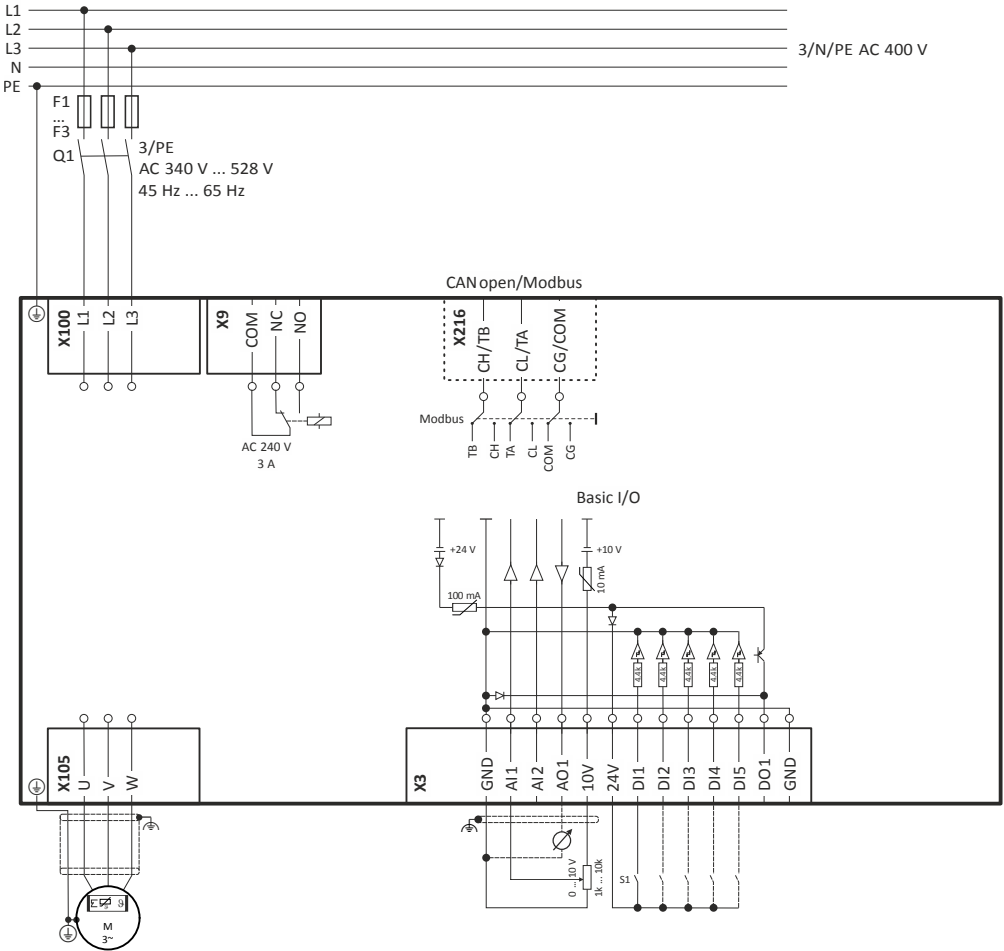 L1
L2
L3
N
PE
3/N/PE AC 400 V
F1
...
F3
Q1
3/PE
AC 340 V ... 528 V
45 Hz ... 65 Hz
CANopen/Modbus
X100
L1
L2
L3
X9
COM
NC
NO
X216
CH/TB
CL/TA
CG/COM
Modbus
TB
CH
TA
CL
COM
CG
AC 240 V
3 A
Basic I/O
+24 V
+10 V
10 mA
100 mA
4.4k
4.4k
4.4k
4.4k
4.4k
X105
U
V
W
X3
GND
AI1
AI2
AO1
10V
24V
DI1
DI2
DI3
DI4
DI5
DO1
GND
0 ... 10 V
1k ... 10k
S1
ϑ
M
3~